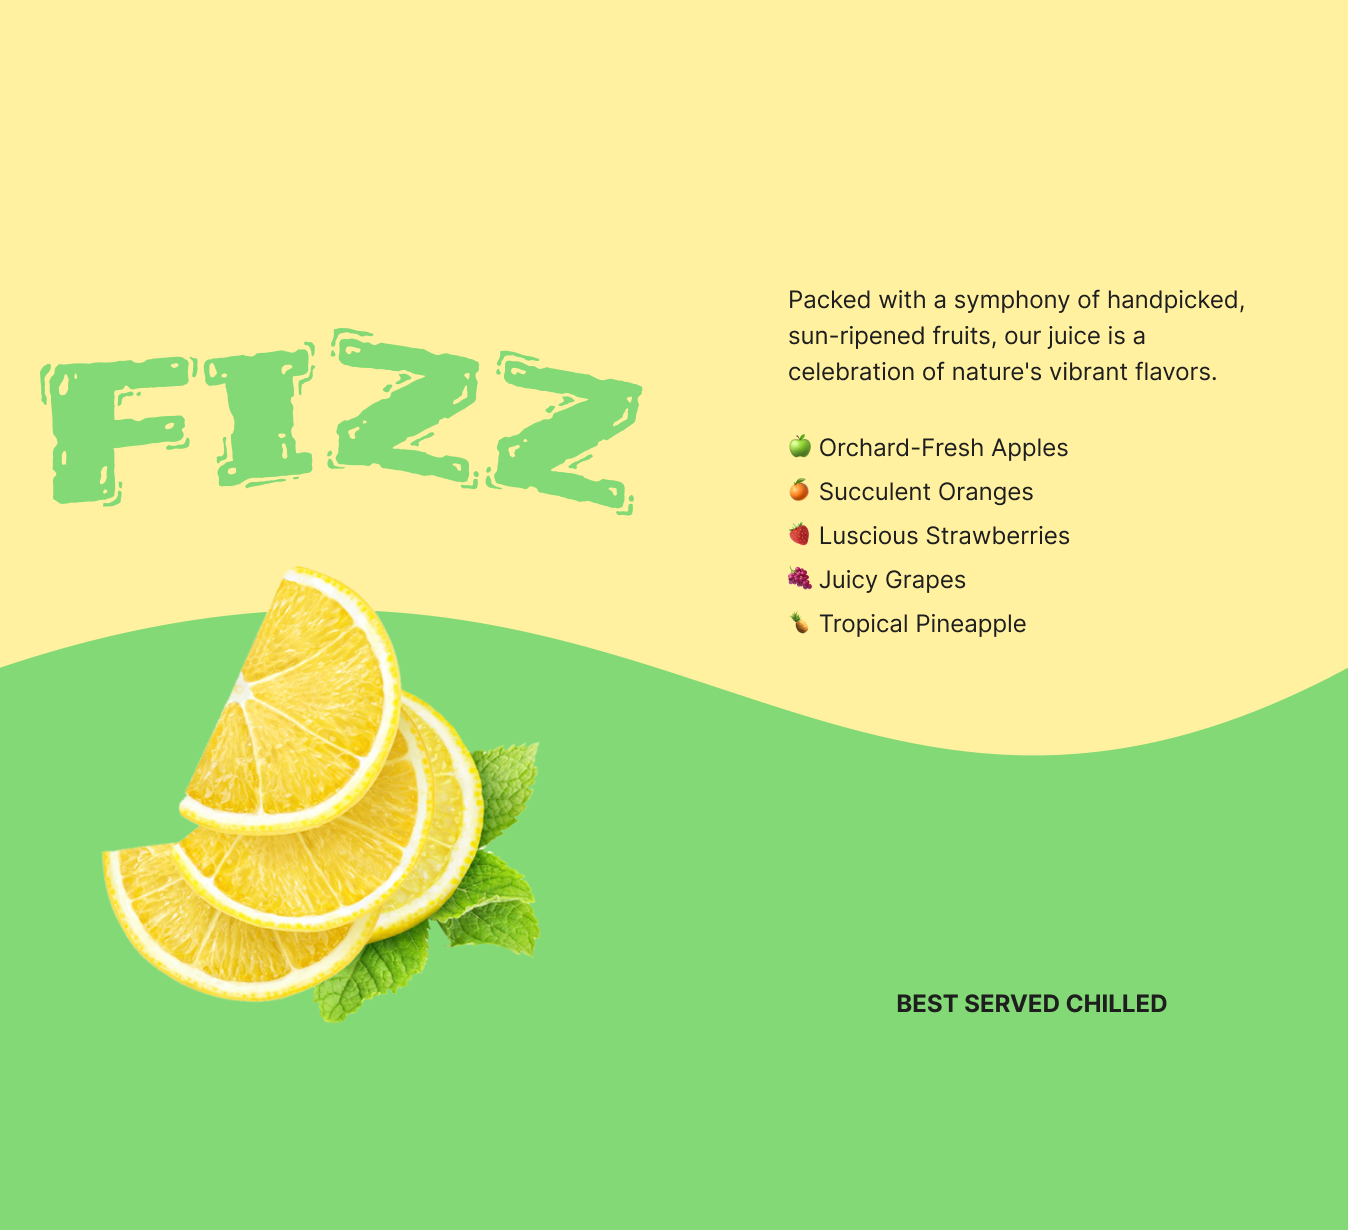 FIZZ
Packed with a symphony of handpicked,
sun-ripened fruits, our juice is a
celebration of nature's vibrant flavors.
🍏 Orchard-Fresh Apples
🍊 Succulent Oranges
🍓 Luscious Strawberries
🍇 Juicy Grapes
🍍 Tropical Pineapple
BEST SERVED CHILLED